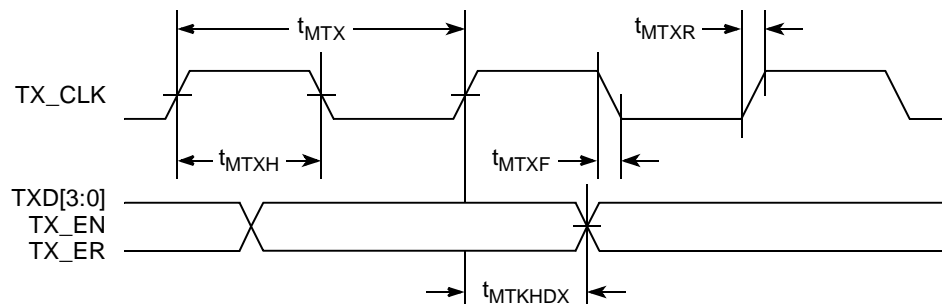 tMTX
tMTXR
TX_CLK
tMTXH
tMTXF
TXD[3:0]
TX_EN
TX_ER
tMTKHDX